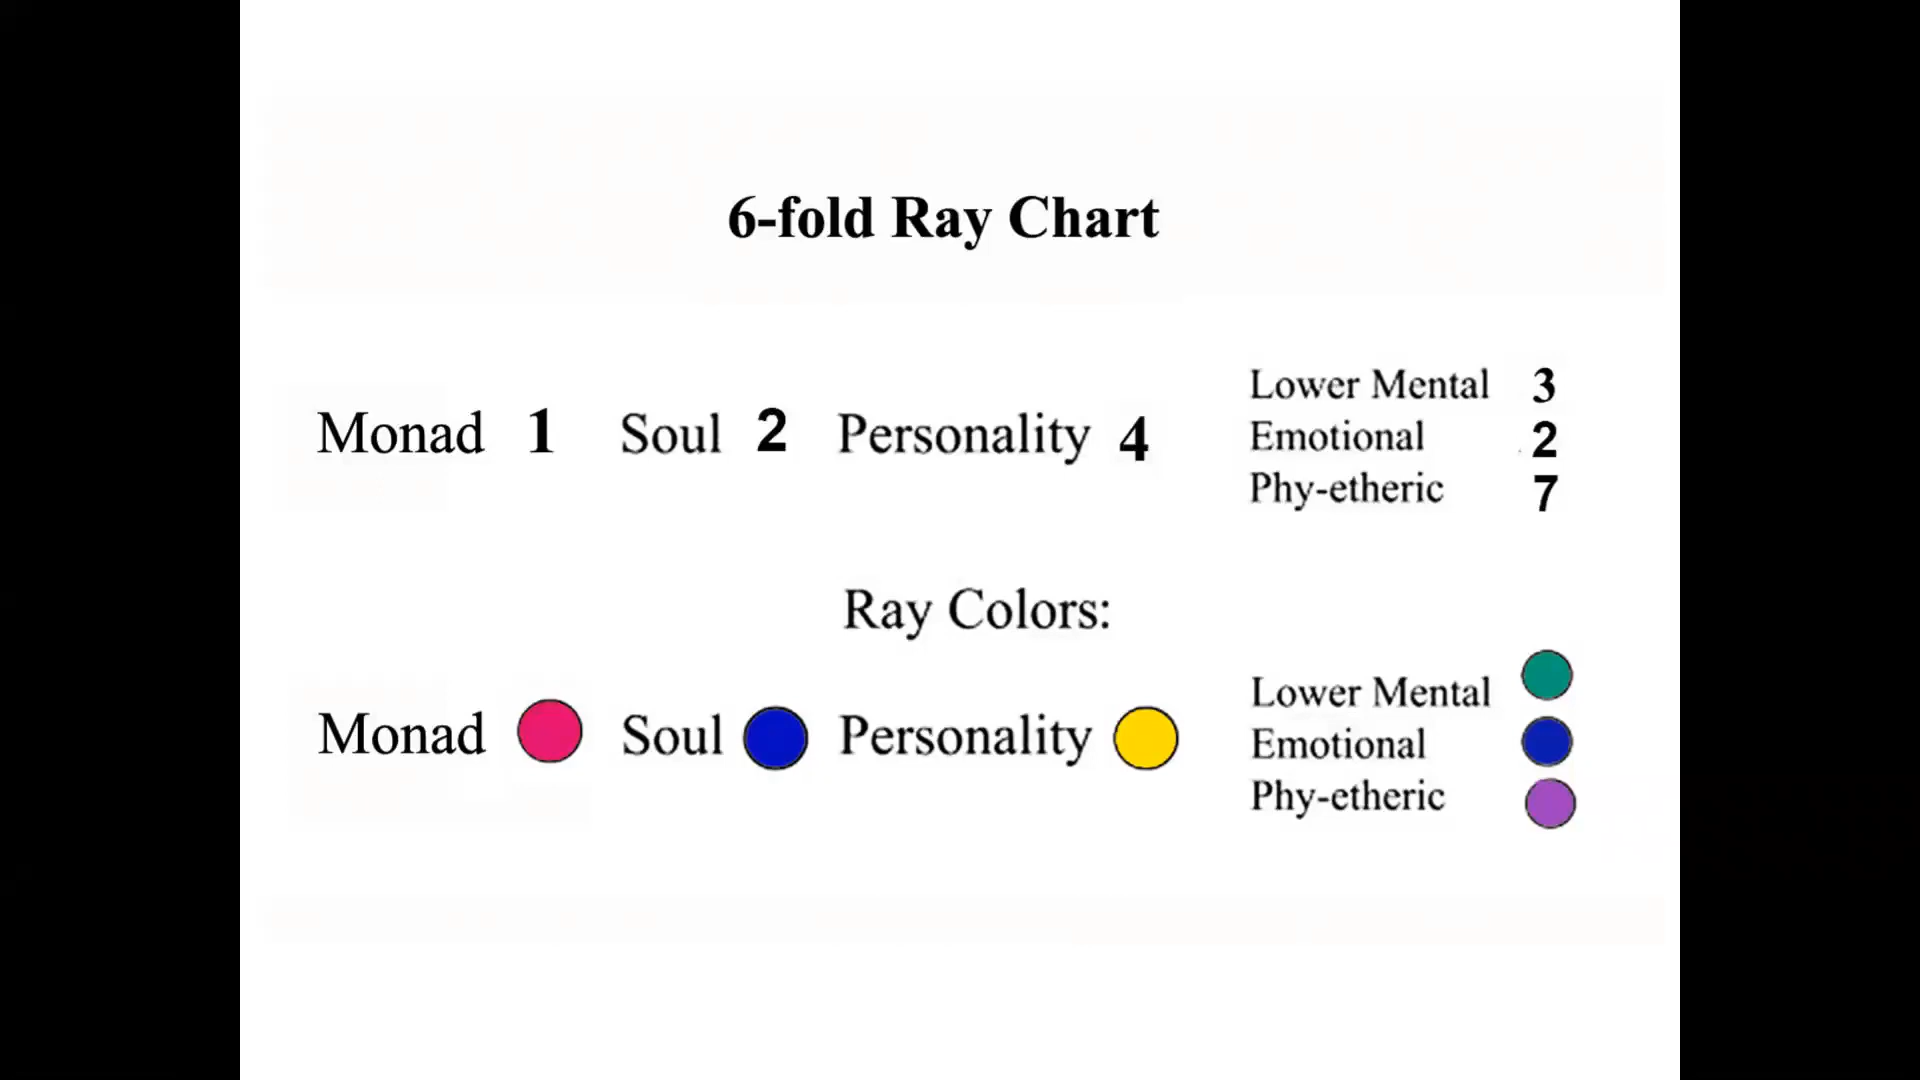 6-fold Ray Chart
Monad 1 Soul 2 Personality 4
Lower Mental 3
Emotional 2
Phy-etheric 7
Ray Colors:
Monad Soul Personality
Lower Mental
Emotional
Phy-etheric